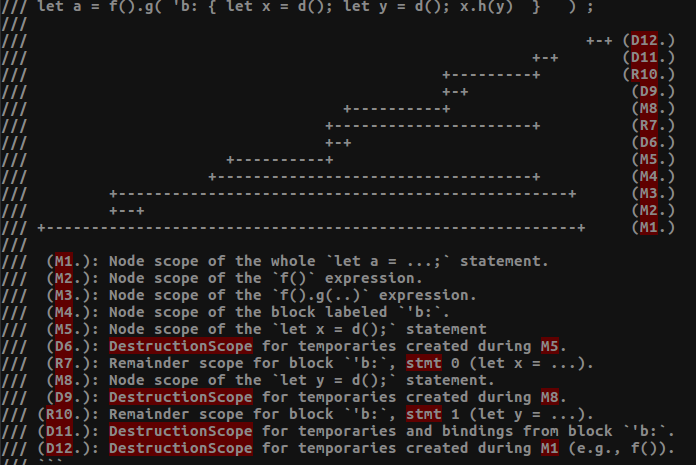 /// let a = f().g( 'b: { let x = d(); let y = d(); x.h(y)  }   ) ;
///
///                                                              +-+ (D12.)
///                                                        +-+       (D11.)
///                                              +---------+         (R10.)
///                                              +-+                  (D9.)
///                                   +----------+                    (M8.)
///                                 +----------------------+          (R7.)
///                                 +-+                               (D6.)
///                      +----------+                                 (M5.)
///                    +-----------------------------------+          (M4.)
///         +--------------------------------------------------+      (M3.)
///         +--+                                                      (M2.)
/// +-----------------------------------------------------------+     (M1.)
///
///  (M1.): Node scope of the whole `let a = ...;` statement.
///  (M2.): Node scope of the `f()` expression.
///  (M3.): Node scope of the `f().g(..)` expression.
///  (M4.): Node scope of the block labeled `'b:`.
///  (M5.): Node scope of the `let x = d();` statement
///  (D6.): DestructionScope for temporaries created during M5.
///  (R7.): Remainder scope for block `'b:`, stmt 0 (let x = ...).
///  (M8.): Node scope of the `let y = d();` statement.
///  (D9.): DestructionScope for temporaries created during M8.
/// (R10.): Remainder scope for block `'b:`, stmt 1 (let y = ...).
/// (D11.): DestructionScope for temporaries and bindings from block `'b:`.
/// (D12.): DestructionScope for temporaries created during M1 (e.g., f()).
/// ```